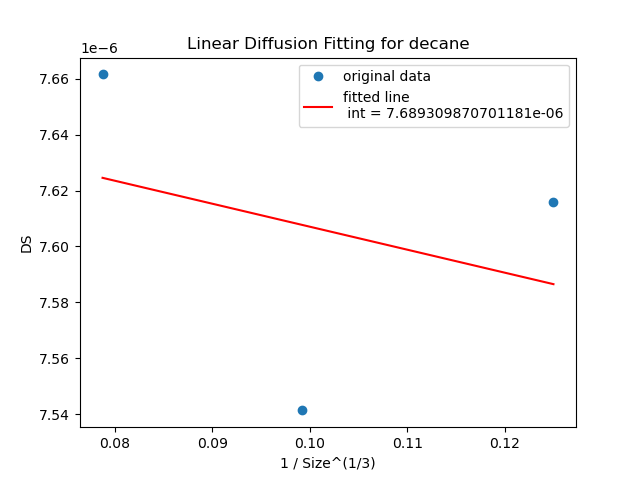 Linear Diffusion Fitting for decane
1e−6
original data
fitted line
int = 7.689309870701181e-06
7.66
7.64
7.62
7.60
7.58
7.56
7.54
DS
0.08 0.09 0.10 0.11 0.12
1 / Size^(1/3)